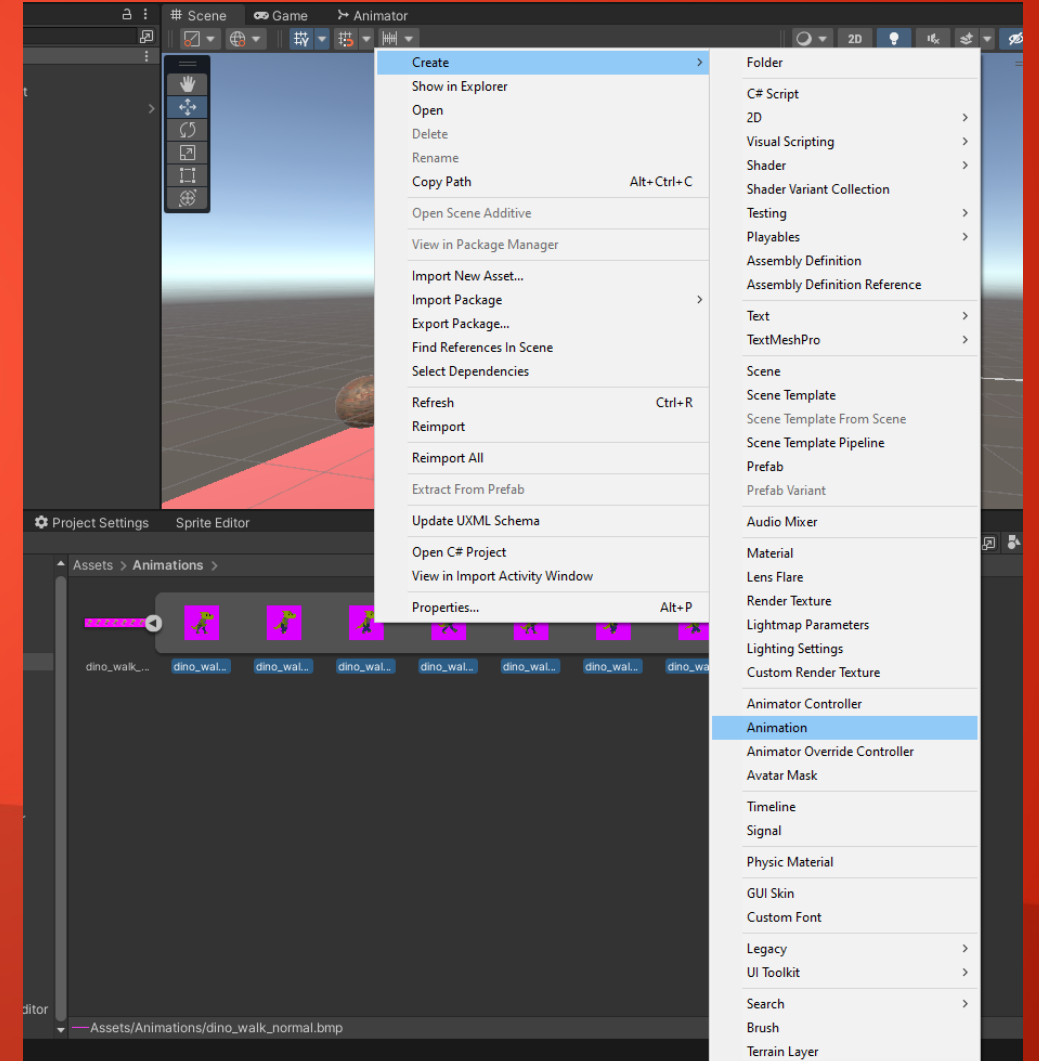 Scene
Game
Animator
2D
Create
Show in Explorer
Open
Delete
Rename
Copy Path Alt+Ctrl+C
Open Scene Additive
View in Package Manager
Import New Asset...
Import Package
Export Package...
Find References In Scene
Select Dependencies
Refresh Ctrl+R
Reimport
Reimport All
Extract From Prefab
Update UXML Schema
Open C# Project
View in Import Activity Window
Properties... Alt+P
Folder
C# Script
2D
Visual Scripting
Shader
Shader Variant Collection
Testing
Playables
Assembly Definition
Assembly Definition Reference
Text
TextMeshPro
Scene
Scene Template
Scene Template From Scene
Scene Template Pipeline
Prefab
Prefab Variant
Audio Mixer
Material
Lens Flare
Render Texture
Lightmap Parameters
Lighting Settings
Custom Render Texture
Animator Controller
Animation
Animator Override Controller
Avatar Mask
Timeline
Signal
Physic Material
GUI Skin
Custom Font
Legacy
UI Toolkit
Search
Brush
Terrain Layer
Project Settings
Sprite Editor
Assets > Animations >
dino_walk_...
dino_wal...
dino_wal...
dino_wal...
dino_wal...
dino_wal...
dino_wal...
dino_wa
ditor
Assets/Animations/dino_walk_normal.bmp